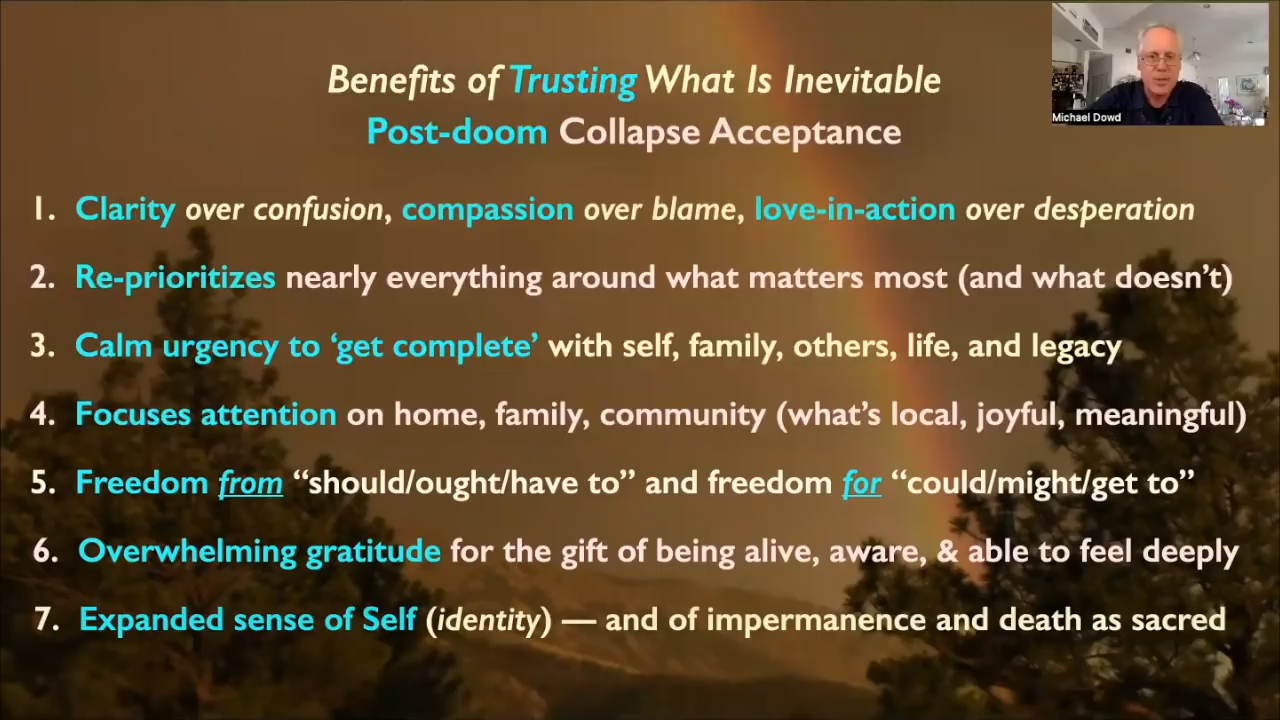 Benefits of Trusting What Is Inevitable
Post-doom Collapse Acceptance
Michael Dowd
1. Clarity over confusion, compassion over blame, love-in-action over desperation
2. Re-prioritizes nearly everything around what matters most (and what doesn’t)
3. Calm urgency to ‘get complete’ with self, family, others, life, and legacy
4. Focuses attention on home, family, community (what’s local, joyful, meaningful)
5. Freedom from “should/ought/have to” and freedom for “could/might/get to”
6. Overwhelming gratitude for the gift of being alive, aware, & able to feel deeply
7. Expanded sense of Self (identity) — and of impermanence and death as sacred